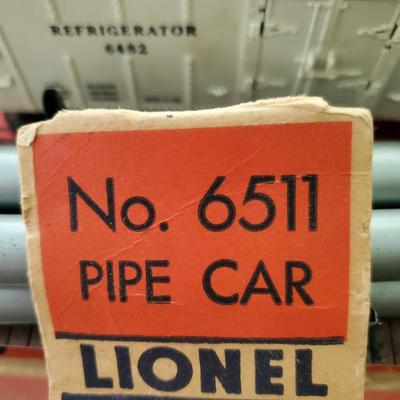 REFRIGERATOR
6482
No. 6511
PIPE CAR
LIONEL